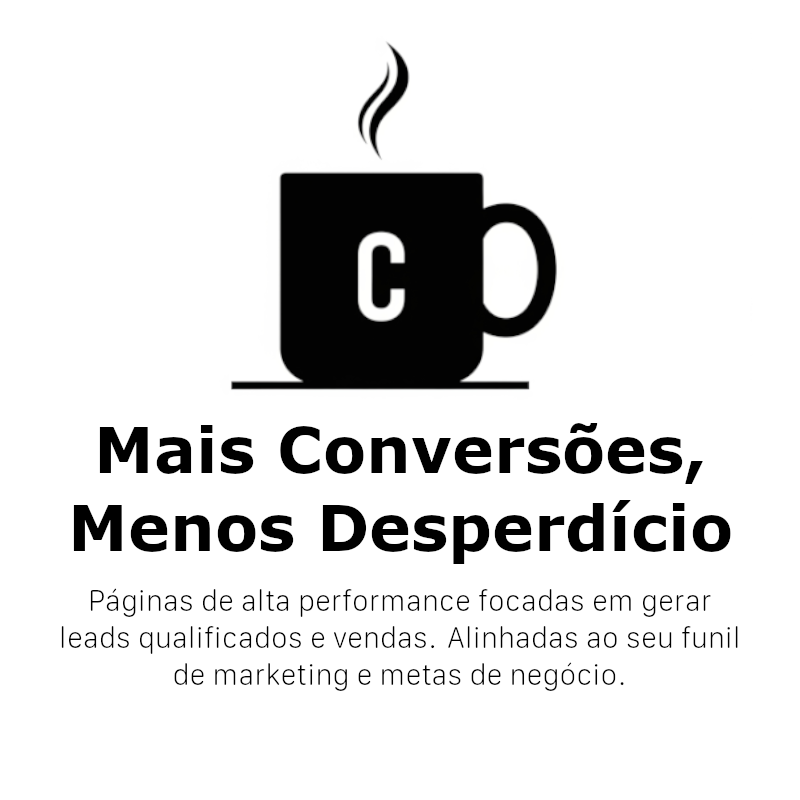 C
Mais Conversões,
Menos Desperdício
Páginas de alta performance focadas em gerar
leads qualificados e vendas. Alinhadas ao seu funil
de marketing e metas de negócio.